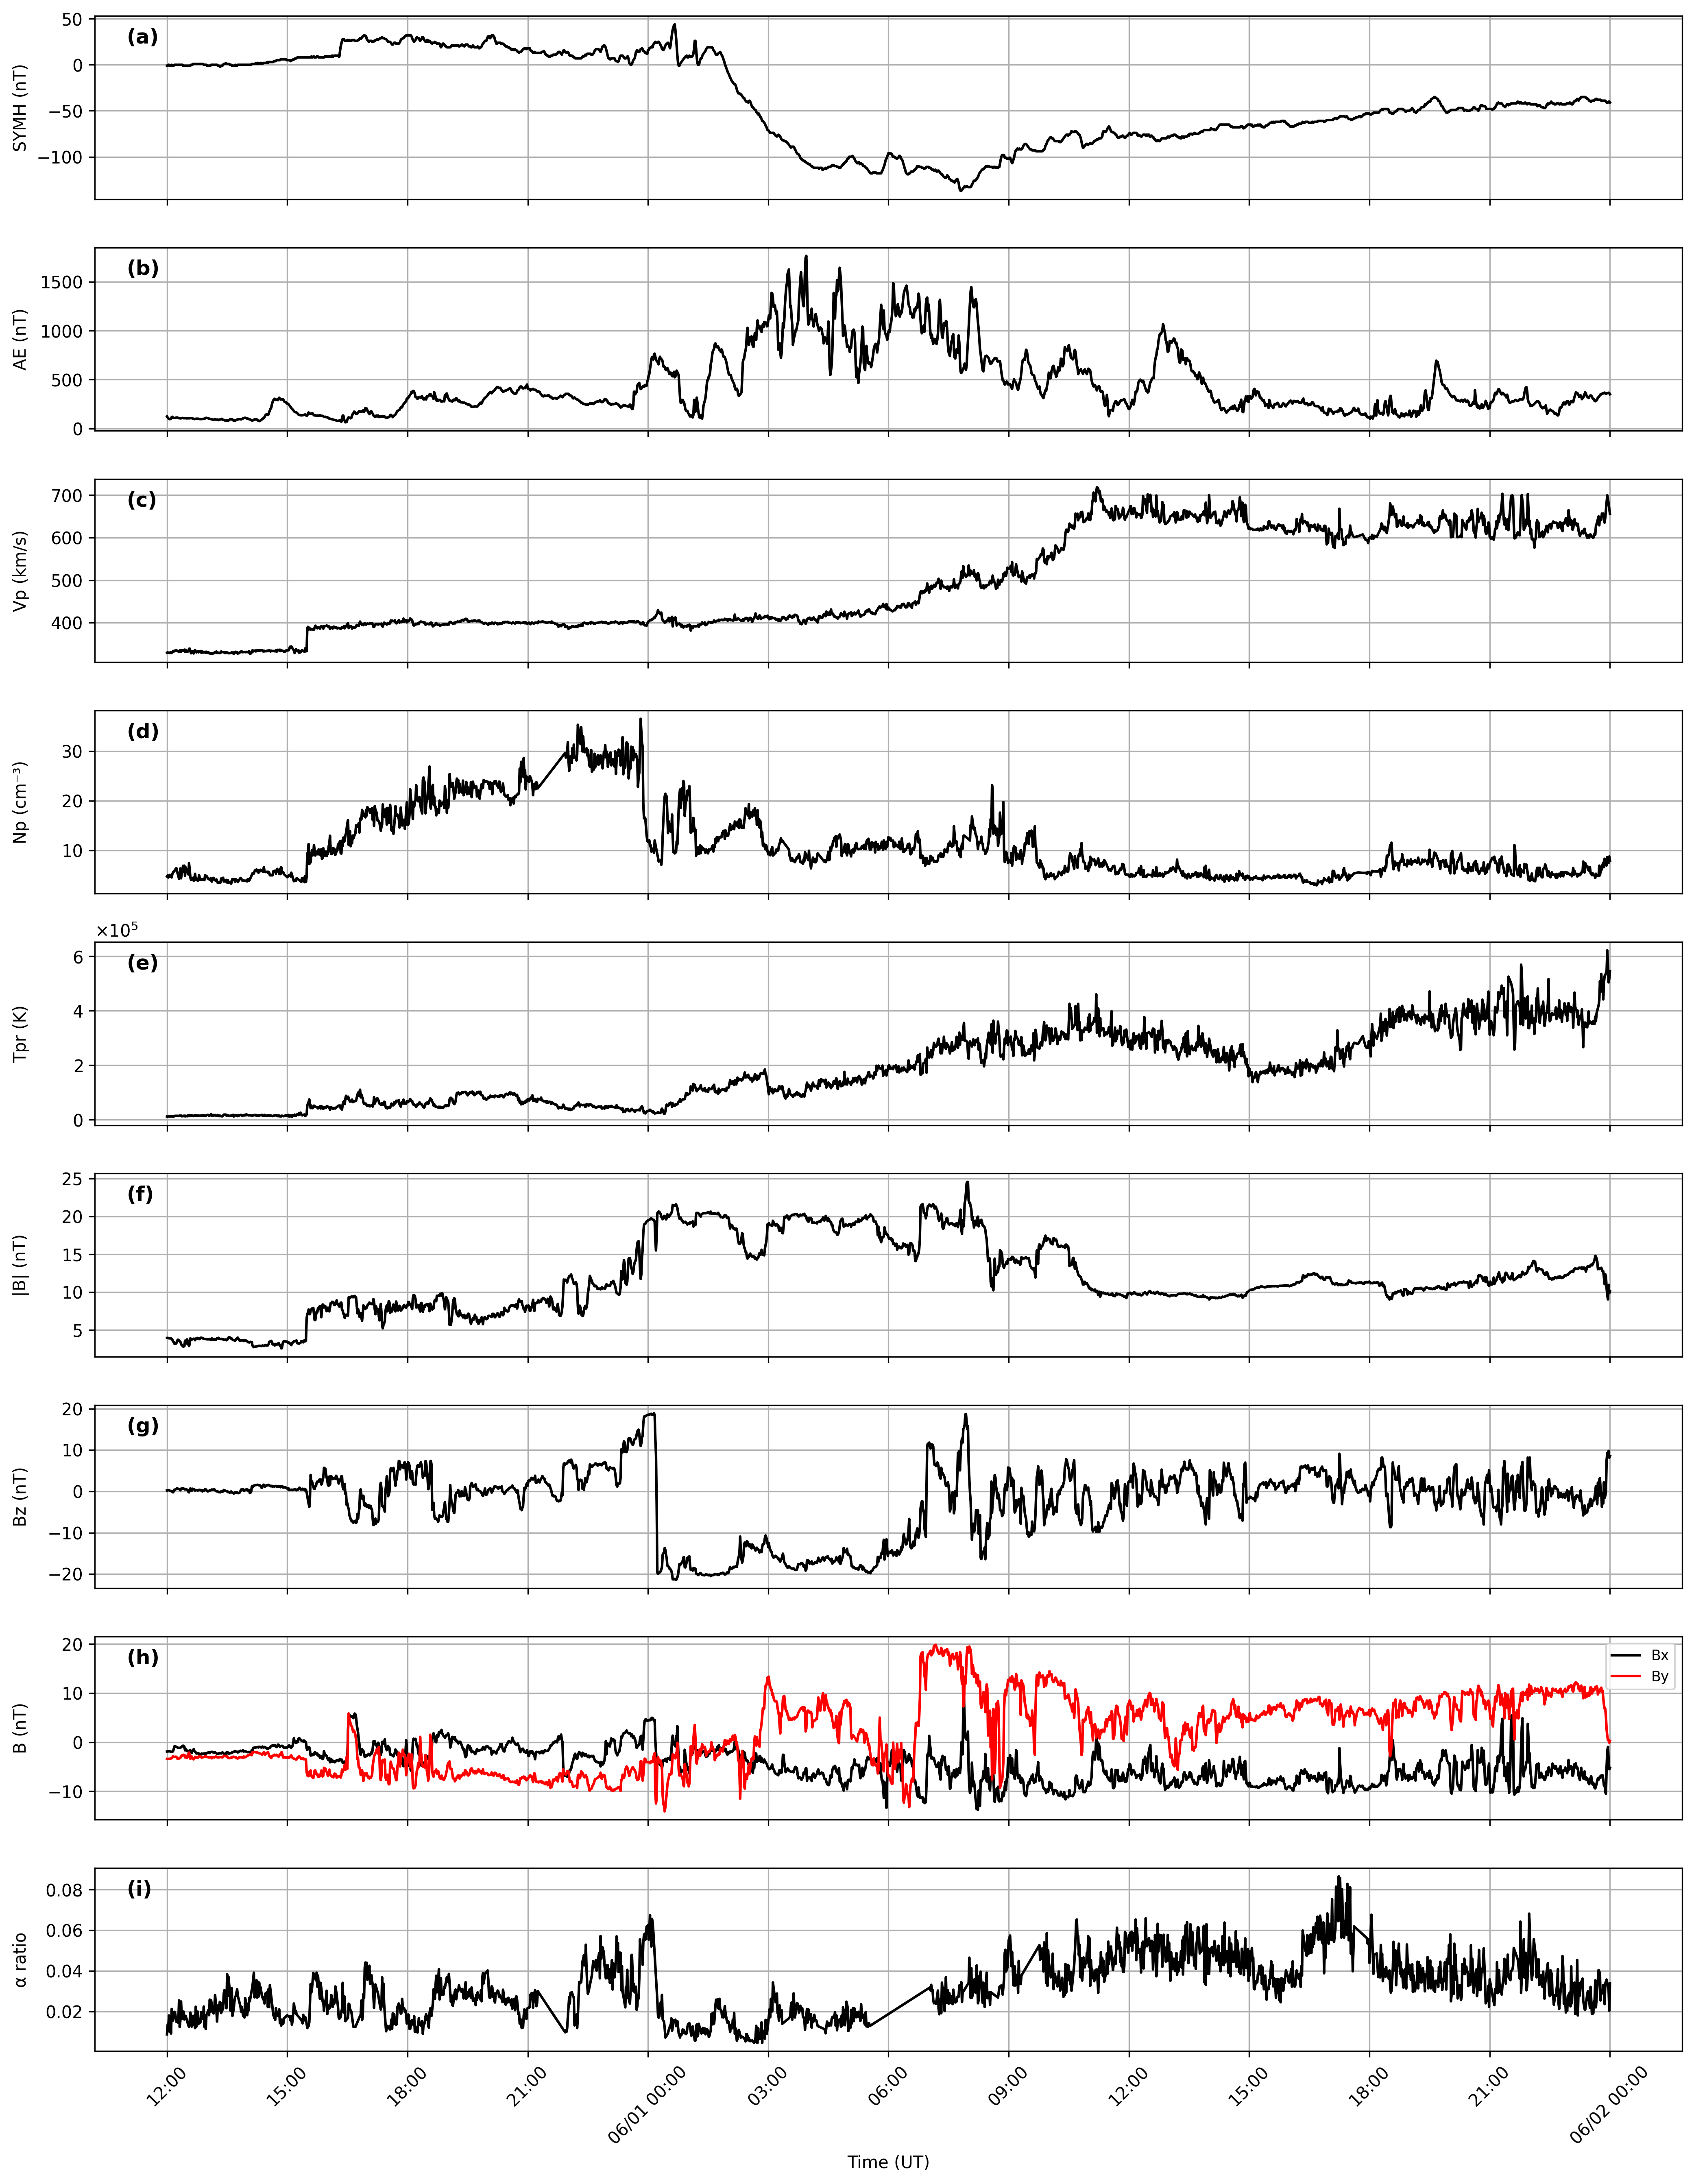 (a)
SYMH (nT)
50
0
−50
−100
(b)
AE (nT)
1500
1000
500
0
(c)
Vp (km/s)
700
600
500
400
(d)
Np (cm⁻³)
30
20
10
×10⁵
(e)
Tpr (K)
6
4
2
0
(f)
|B| (nT)
25
20
15
10
5
(g)
Bz (nT)
20
10
0
−10
−20
(h)
B (nT)
20
10
0
−10
Bx
By
(i)
α ratio
0.08
0.06
0.04
0.02
12:00 15:00 18:00 21:00 06/01 00:00 03:00 06:00 09:00 12:00 15:00 18:00 21:00 06/02 00:00
Time (UT)